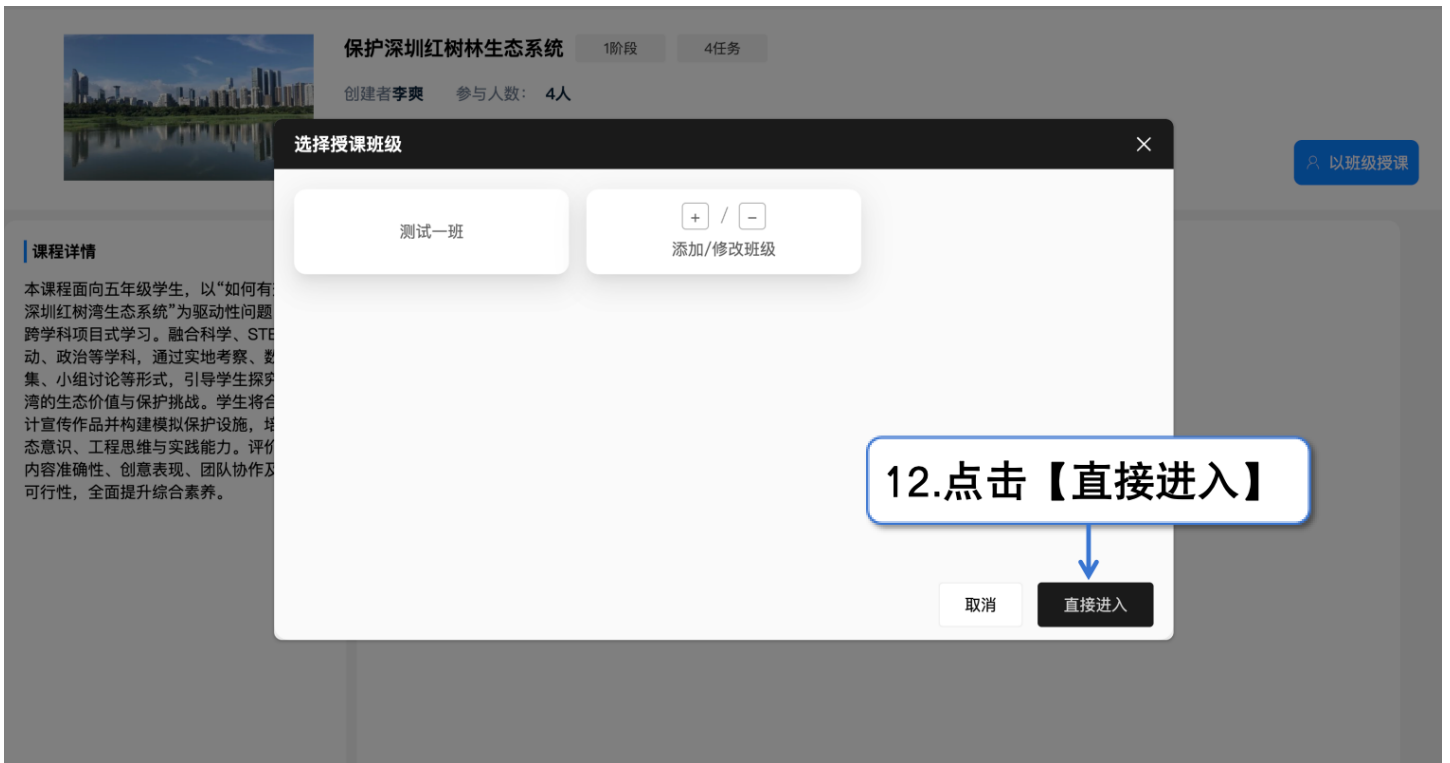 保护深圳红树林生态系统 1阶段 4任务
创建者李爽 参与人数： 4人
选择授课班级
以班级授课
测试一班
+ / -
添加/修改班级
课程详情
本课程面向五年级学生，以“如何有
深圳红树湾生态系统”为驱动性问题
跨学科项目式学习。融合科学、STE
动、政治等学科，通过实地考察、数
集、小组讨论等形式，引导学生探究
湾的生态价值与保护挑战。学生将合
计宣传作品并构建模拟保护设施，培
态意识、工程思维与实践能力。评价
内容准确性、创意表现、团队协作及
可行性，全面提升综合素养。
12.点击【直接进入】
取消 直接进入